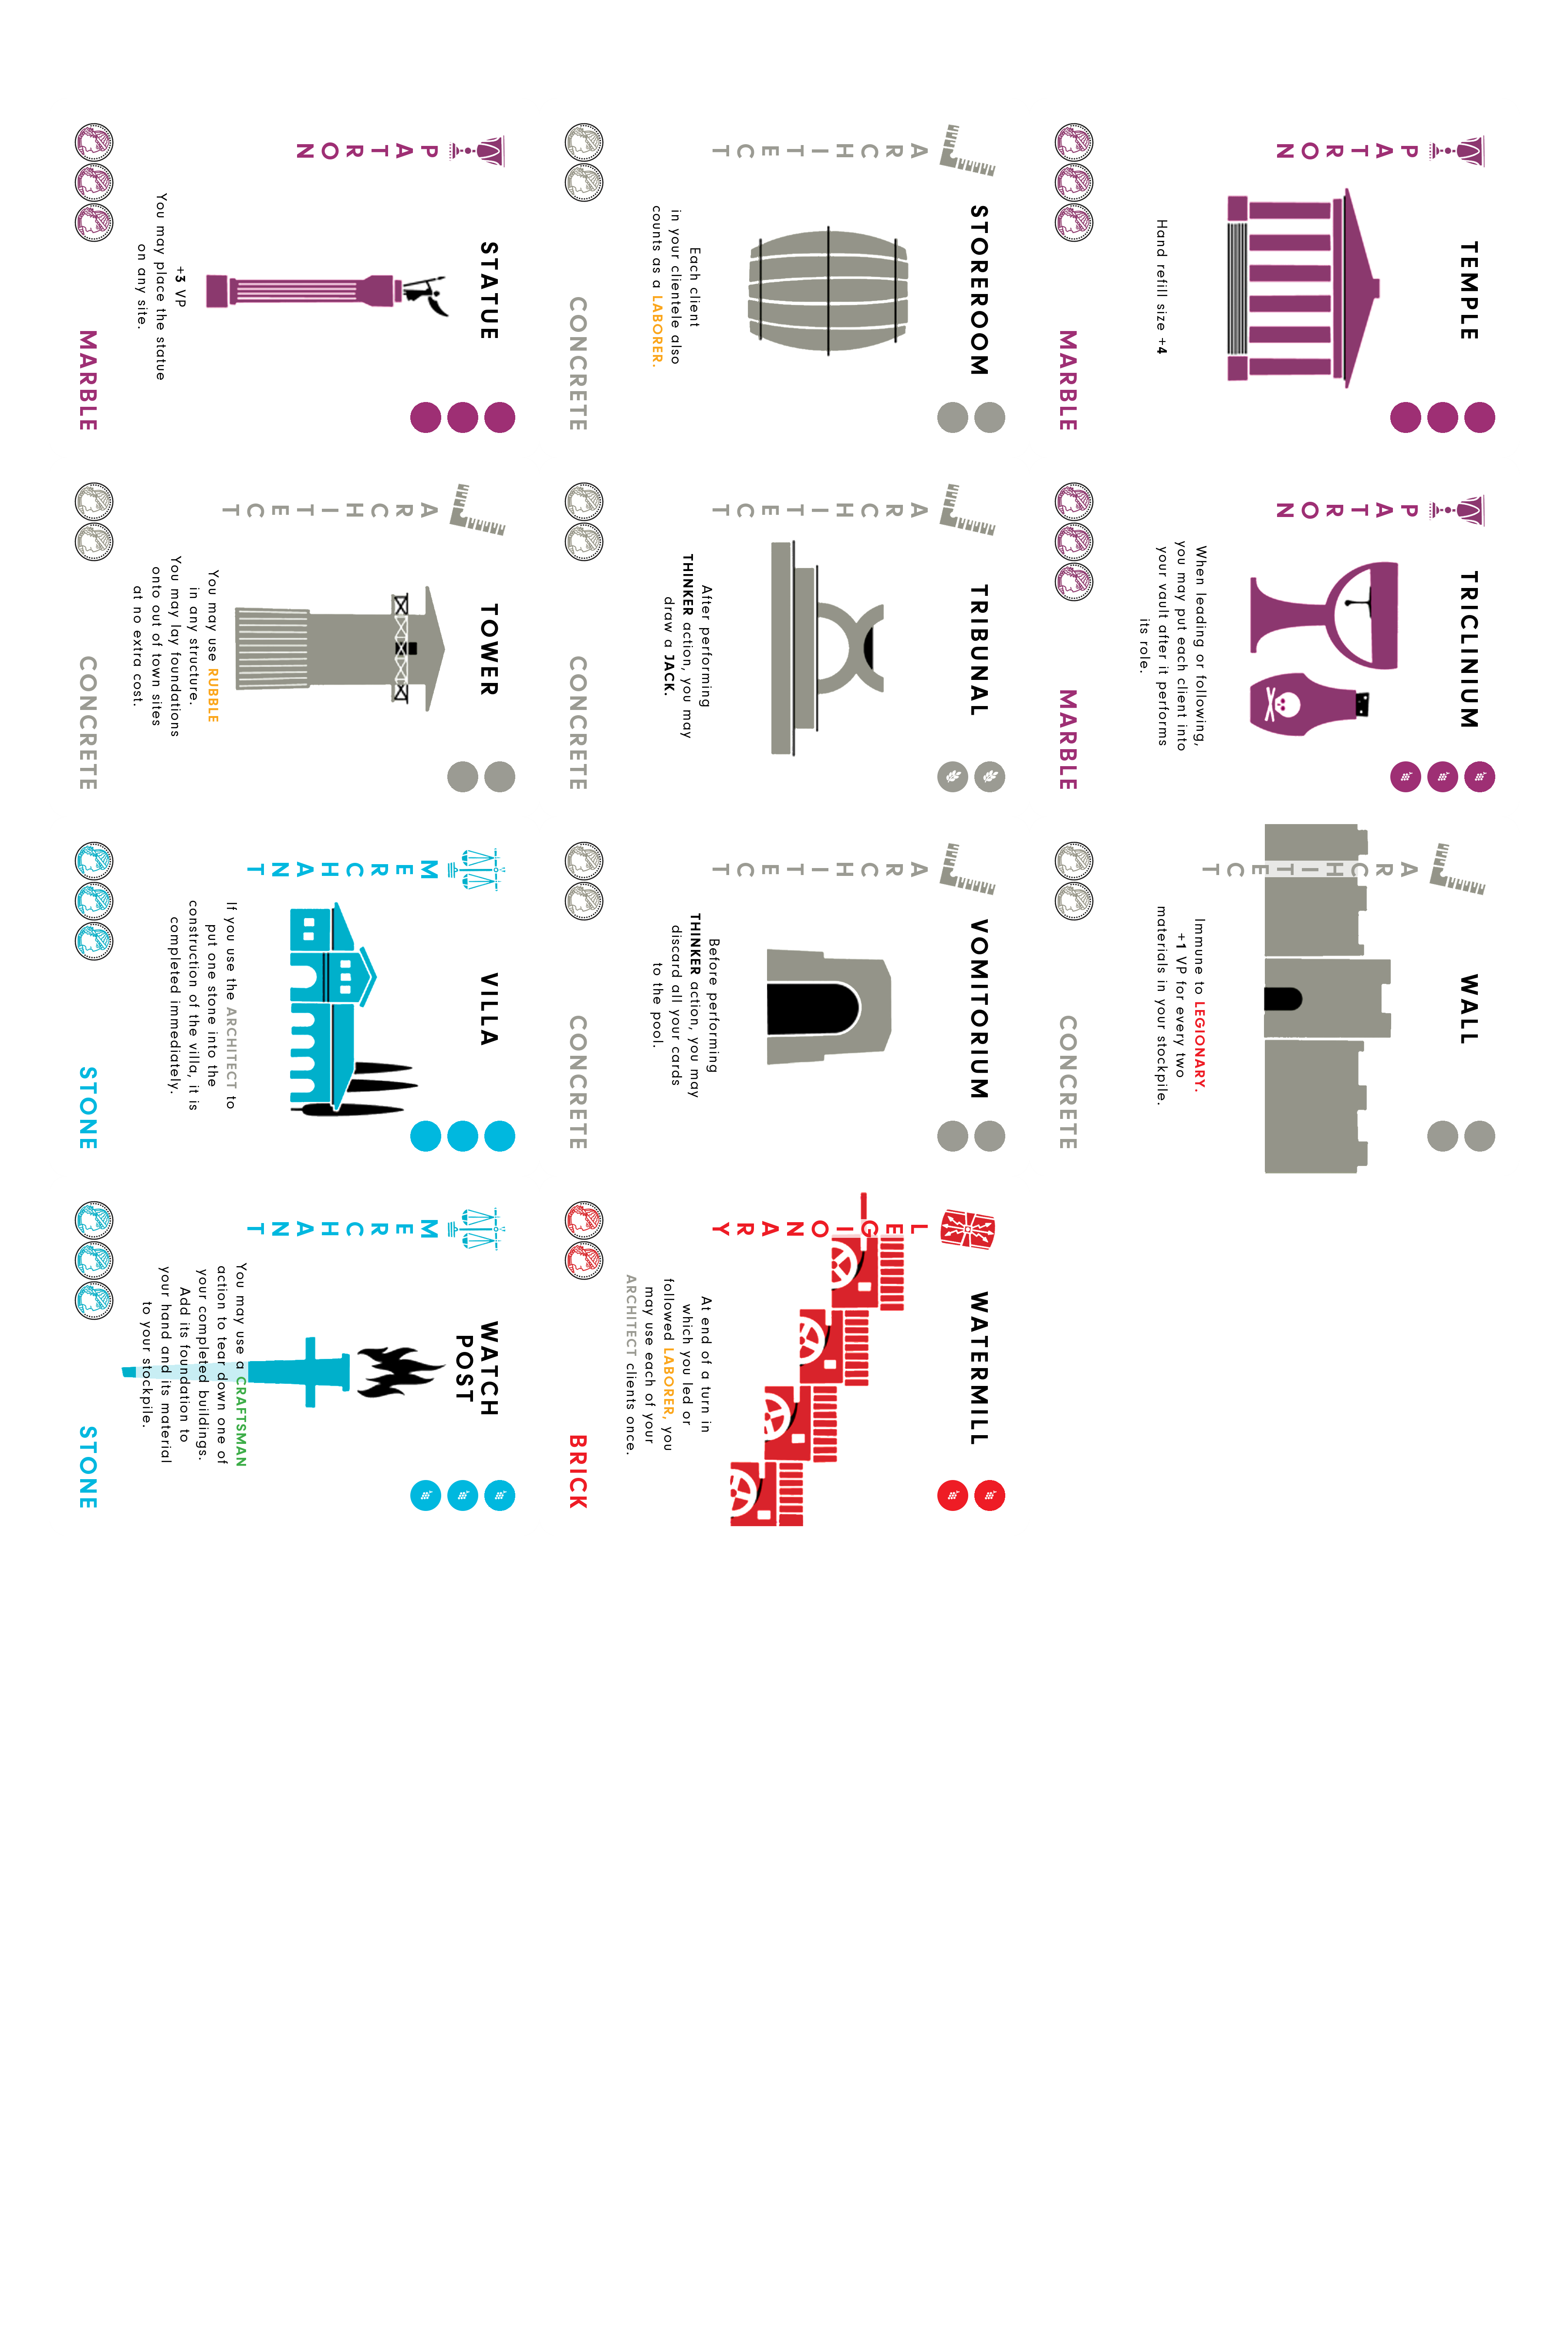 TEMPLE
PATRON
Hand refill size +4
MARBLE
TRICLINIUM
PATRON
When leading or following,
you may put each client into
your vault after it performs
its role.
MARBLE
WALL
ARCHITECT
Immune to LEGIONARY.
+1 VP for every two
materials in your stockpile.
CONCRETE
STOREROOM
ARCHITECT
Each client
in your clientele also
counts as a LABORER.
CONCRETE
TRIBUNAL
ARCHITECT
After performing
THINKER action, you may
draw a JACK.
CONCRETE
VOMITORIUM
ARCHITECT
Before performing
THINKER action, you may
discard all your cards
to the pool.
CONCRETE
WATERMILL
LEGIONARY
At end of a turn in
which you led or
followed LABORER, you
may use each of your
ARCHITECT clients once.
BRICK
STATUE
PATRON
+3 VP
You may place the statue
on any site.
MARBLE
TOWER
ARCHITECT
You may use RUBBLE
in any structure.
You may lay foundations
onto out of town sites
at no extra cost.
CONCRETE
VILLA
MERCHANT
If you use the ARCHITECT to
put one stone into the
construction of the villa, it is
completed immediately.
STONE
WATCH
POST
MERCHANT
You may use a CRAFTSMAN
action to tear down one of
your completed buildings.
Add its foundation to
your hand and its material
to your stockpile.
STONE